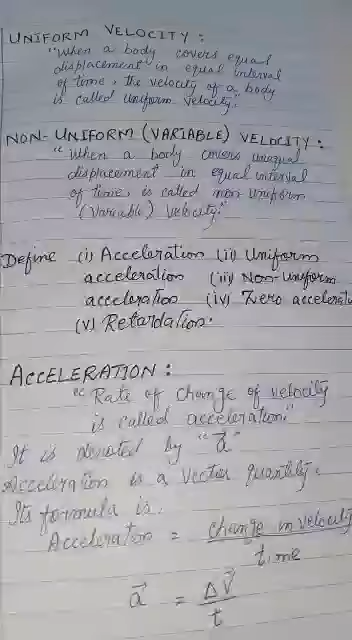 UNIFORM VELOCITY :
"When a body covers equal
displacement in equal interval
of time, the velocity of a body
is called uniform velocity."
NON-UNIFORM (VARIABLE) VELOCITY :
"When a body covers unequal
displacement in equal interval
of time, is called non-uniform
(variable) velocity."
Define (i) Acceleration (ii) Uniform
acceleration (iii) Non-uniform
acceleration (iv) Zero accelerati
(v) Retardation.
ACCELERATION :
"Rate of change of velocity
is called acceleration."
It is denoted by "a⃗"
Acceleration is a vector quantity.
Its formula is.
Acceleration = change in velocity
time
a⃗ = ΔV⃗
t